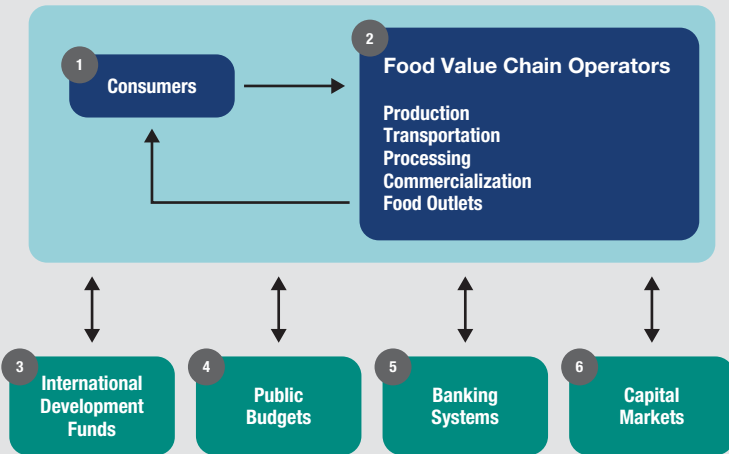 1
Consumers
2
Food Value Chain Operators
Production
Transportation
Processing
Commercialization
Food Outlets
3
International
Development
Funds
4
Public
Budgets
5
Banking
Systems
6
Capital
Markets